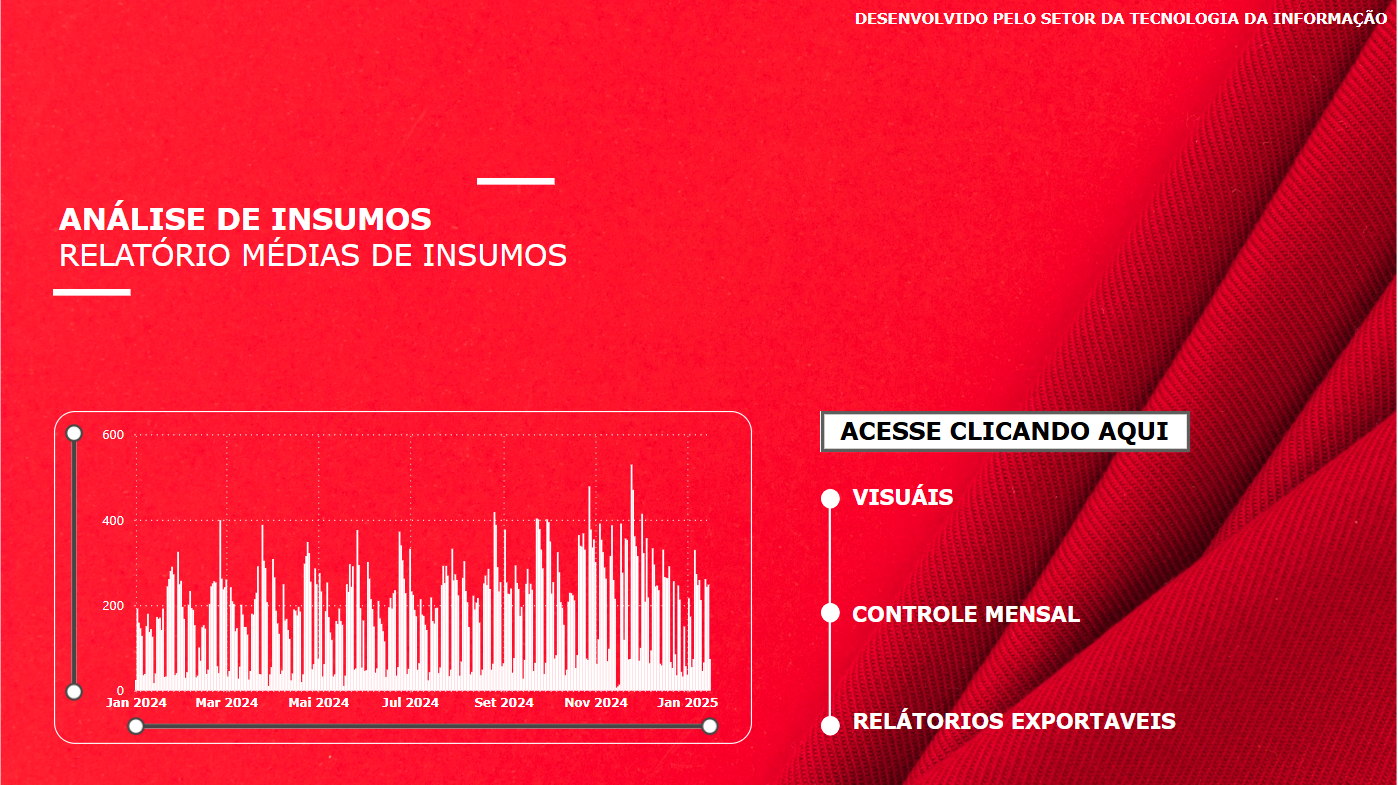 DESENVOLVIDO PELO SETOR DA TECNOLOGIA DA INFORMAÇÃO
ANÁLISE DE INSUMOS
RELATÓRIO MÉDIAS DE INSUMOS
600
400
200
0
Jan 2024 Mar 2024 Mai 2024 Jul 2024 Set 2024 Nov 2024 Jan 2025
ACESSE CLICANDO AQUI
VISUÁIS
CONTROLE MENSAL
RELÁTORIOS EXPORTAVEIS